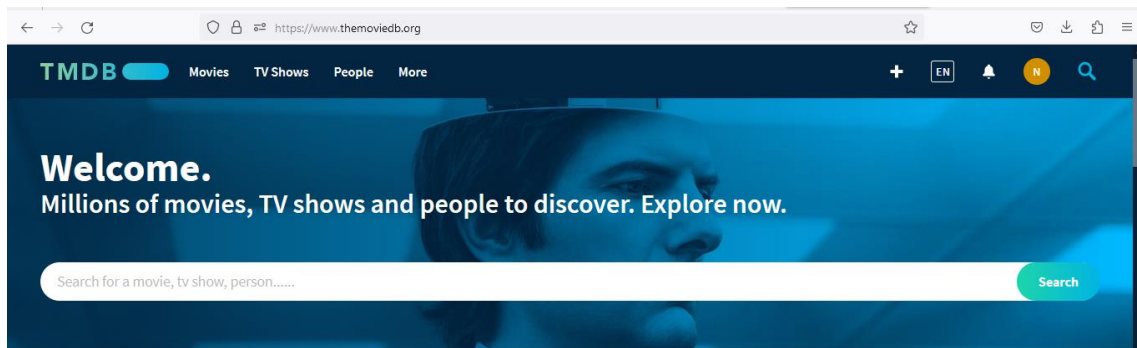 https://www.themoviedb.org
TMDB Movies TV Shows People More + EN N
Welcome.
Millions of movies, TV shows and people to discover. Explore now.
Search for a movie, tv show, person...... Search